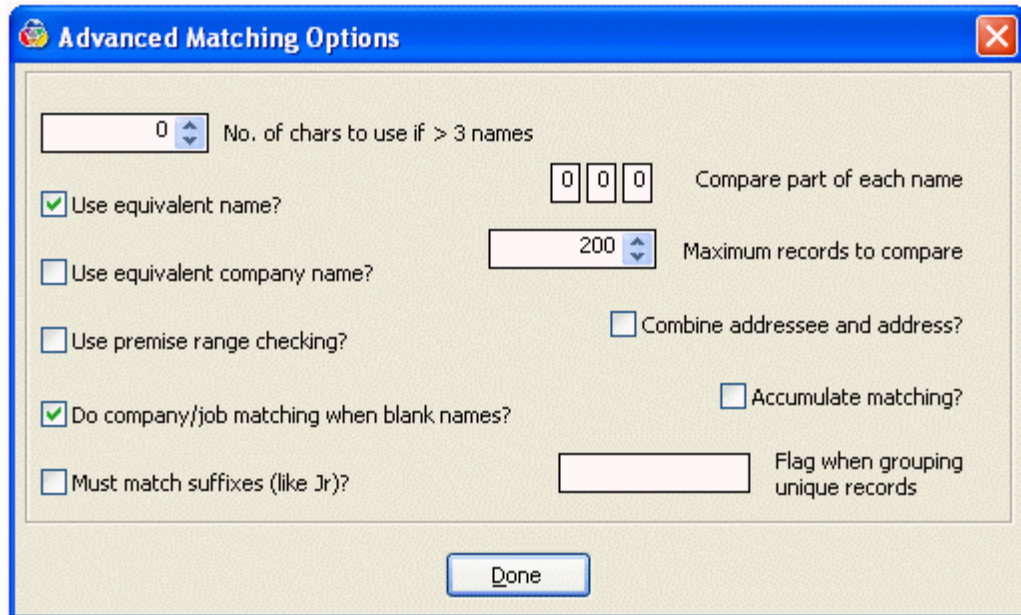 Advanced Matching Options
0 No. of chars to use if > 3 names
0 0 0 Compare part of each name
Use equivalent name?
200 Maximum records to compare
Use equivalent company name?
Combine addressee and address?
Use premise range checking?
Accumulate matching?
Do company/job matching when blank names?
Flag when grouping
unique records
Must match suffixes (like Jr)?
Done